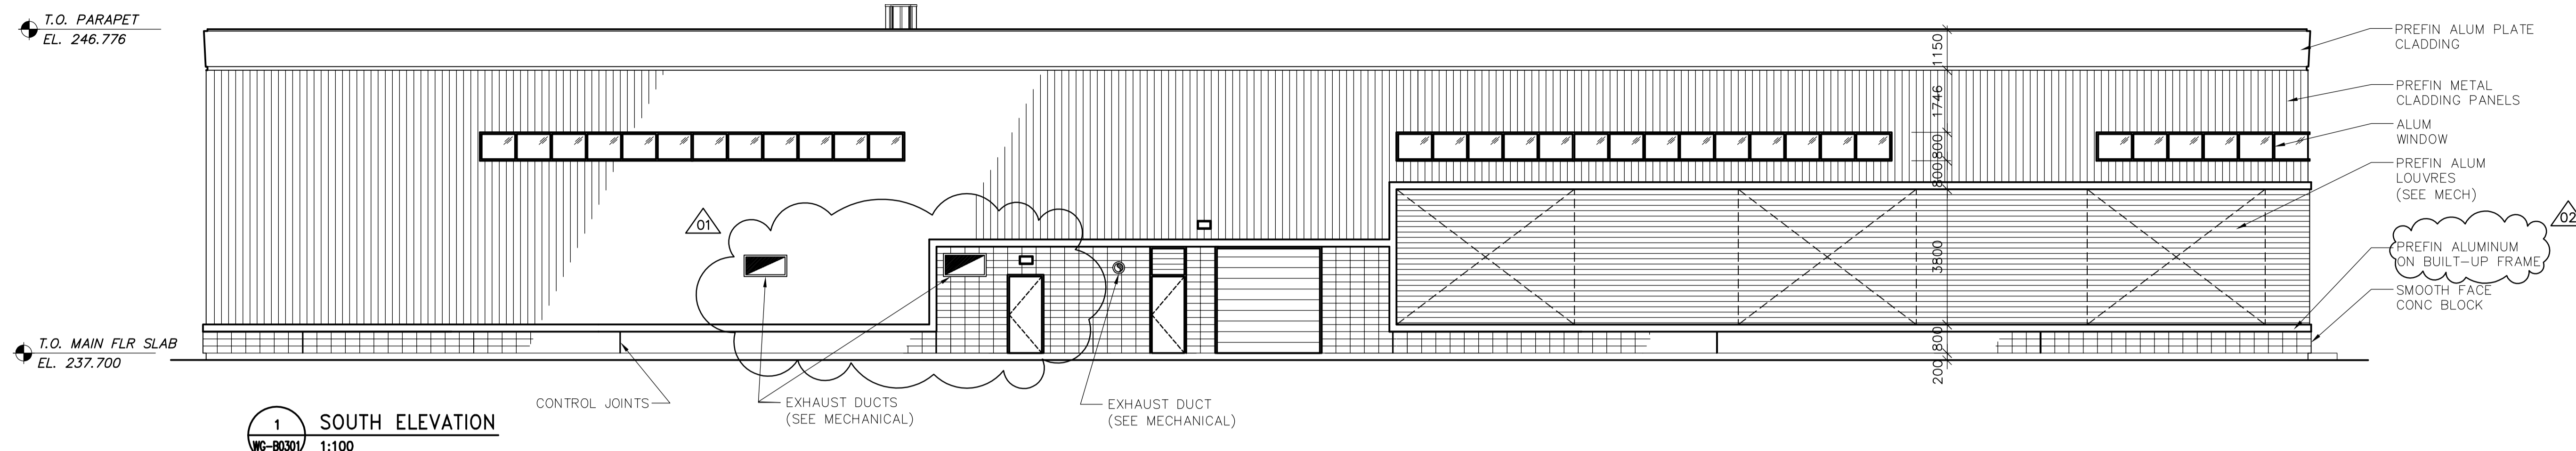 T.O. PARAPET
EL. 246.776
1150
1746
800
800
3800
800
200
PREFIN ALUM PLATE
CLADDING
PREFIN METAL
CLADDING PANELS
ALUM
WINDOW
PREFIN ALUM
LOUVRES
(SEE MECH)
02
PREFIN ALUMINUM
ON BUILT-UP FRAME
SMOOTH FACE
CONC BLOCK
01
T.O. MAIN FLR SLAB
EL. 237.700
CONTROL JOINTS
EXHAUST DUCTS
(SEE MECHANICAL)
EXHAUST DUCT
(SEE MECHANICAL)
1
WG-B0301
SOUTH ELEVATION
1:100